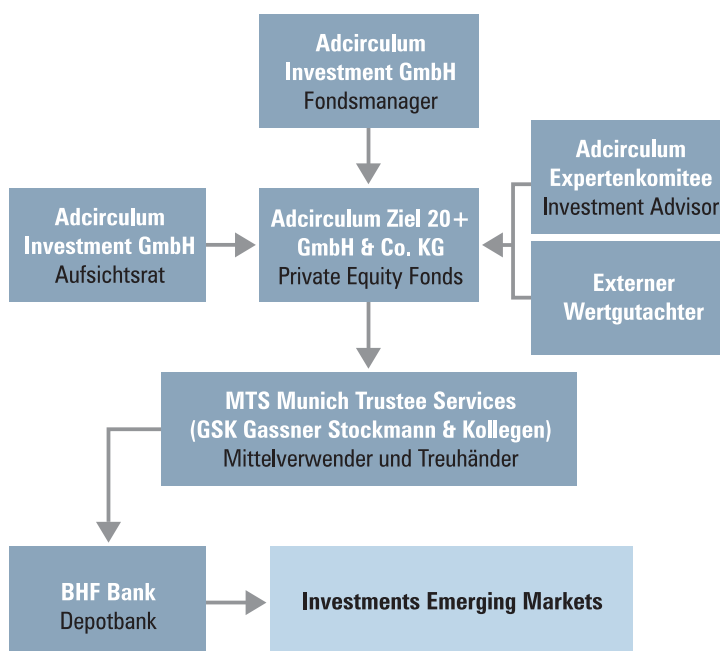 Adcirculum
Investment GmbH
Fondsmanager
Adcirculum
Expertenkomitee
Investment Advisor
Adcirculum
Investment GmbH
Aufsichtsrat
Adcirculum Ziel 20+
GmbH & Co. KG
Private Equity Fonds
Externer
Wertgutachter
MTS Munich Trustee Services
(GSK Gassner Stockmann & Kollegen)
Mittelverwender und Treuhänder
BHF Bank
Depotbank
Investments Emerging Markets